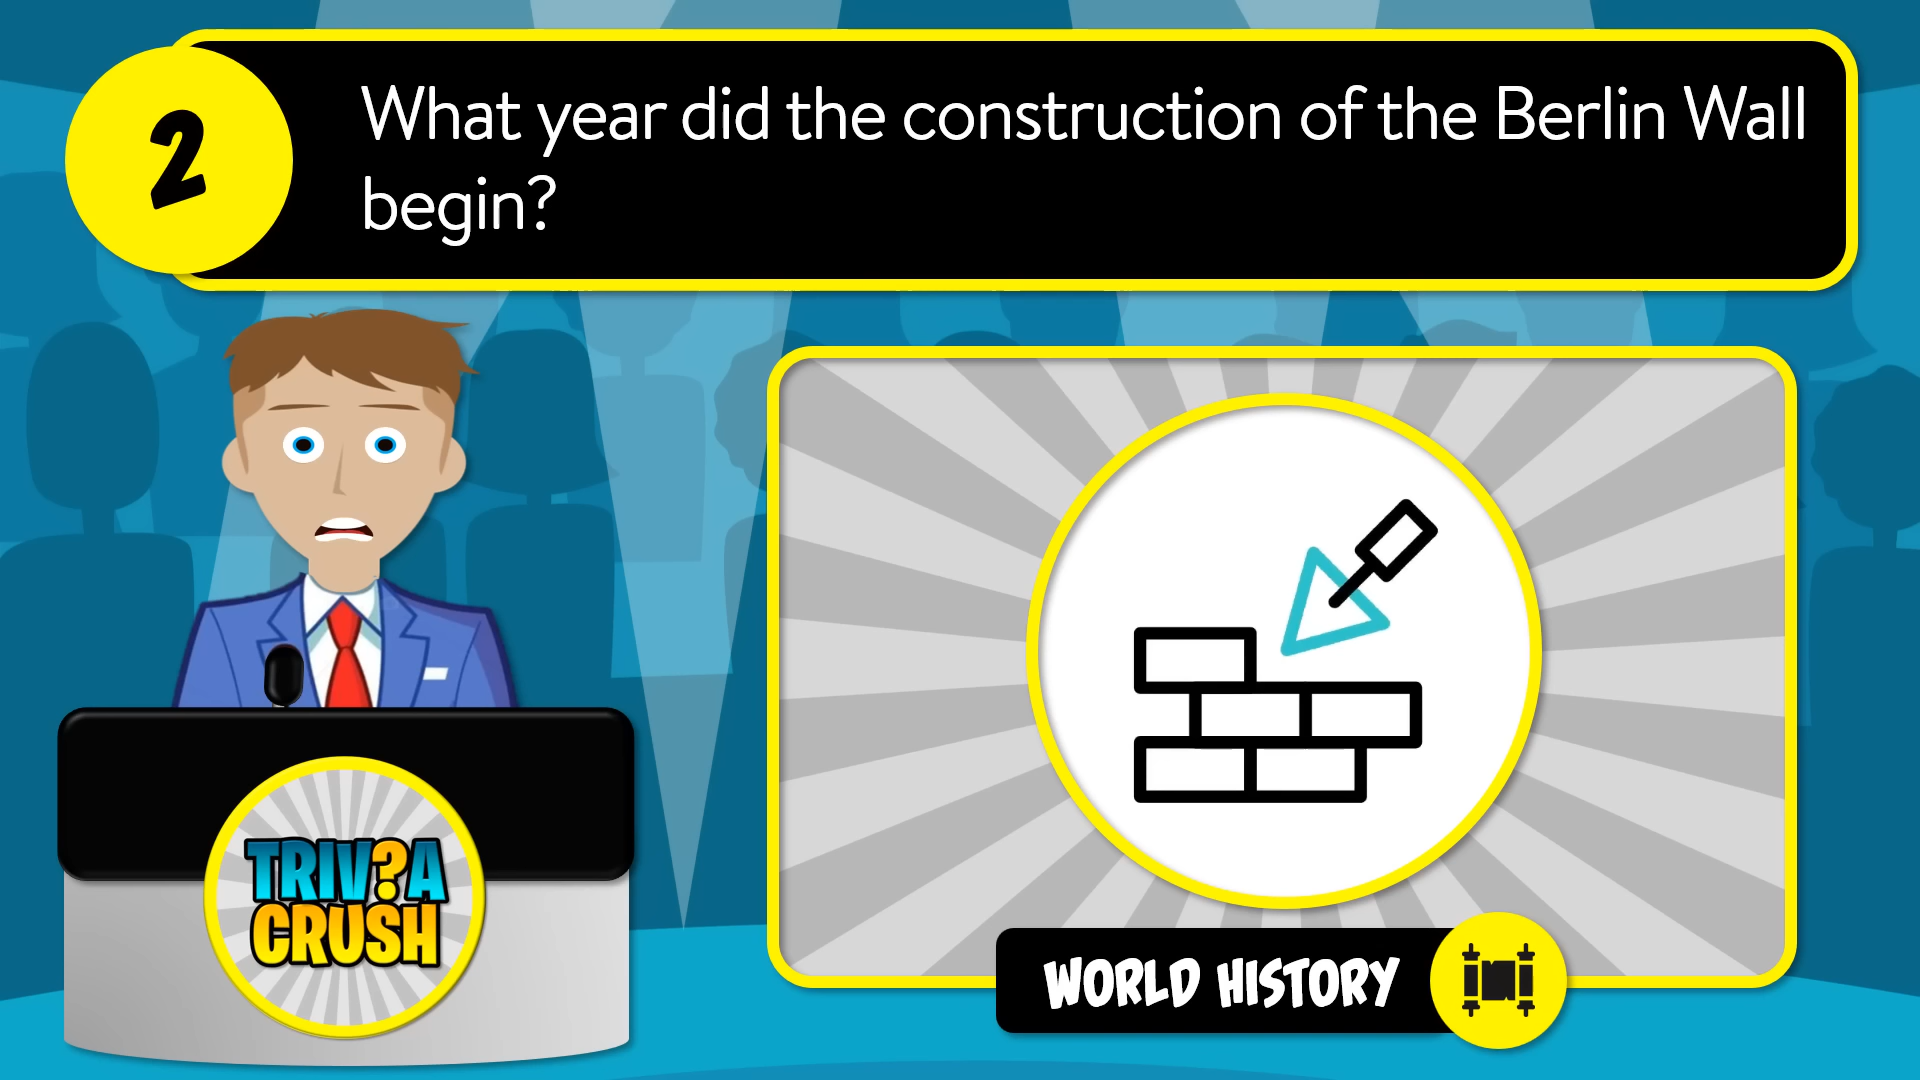 2
What year did the construction of the Berlin Wall
begin?
TRIV?A
CRUSH
WORLD HISTORY